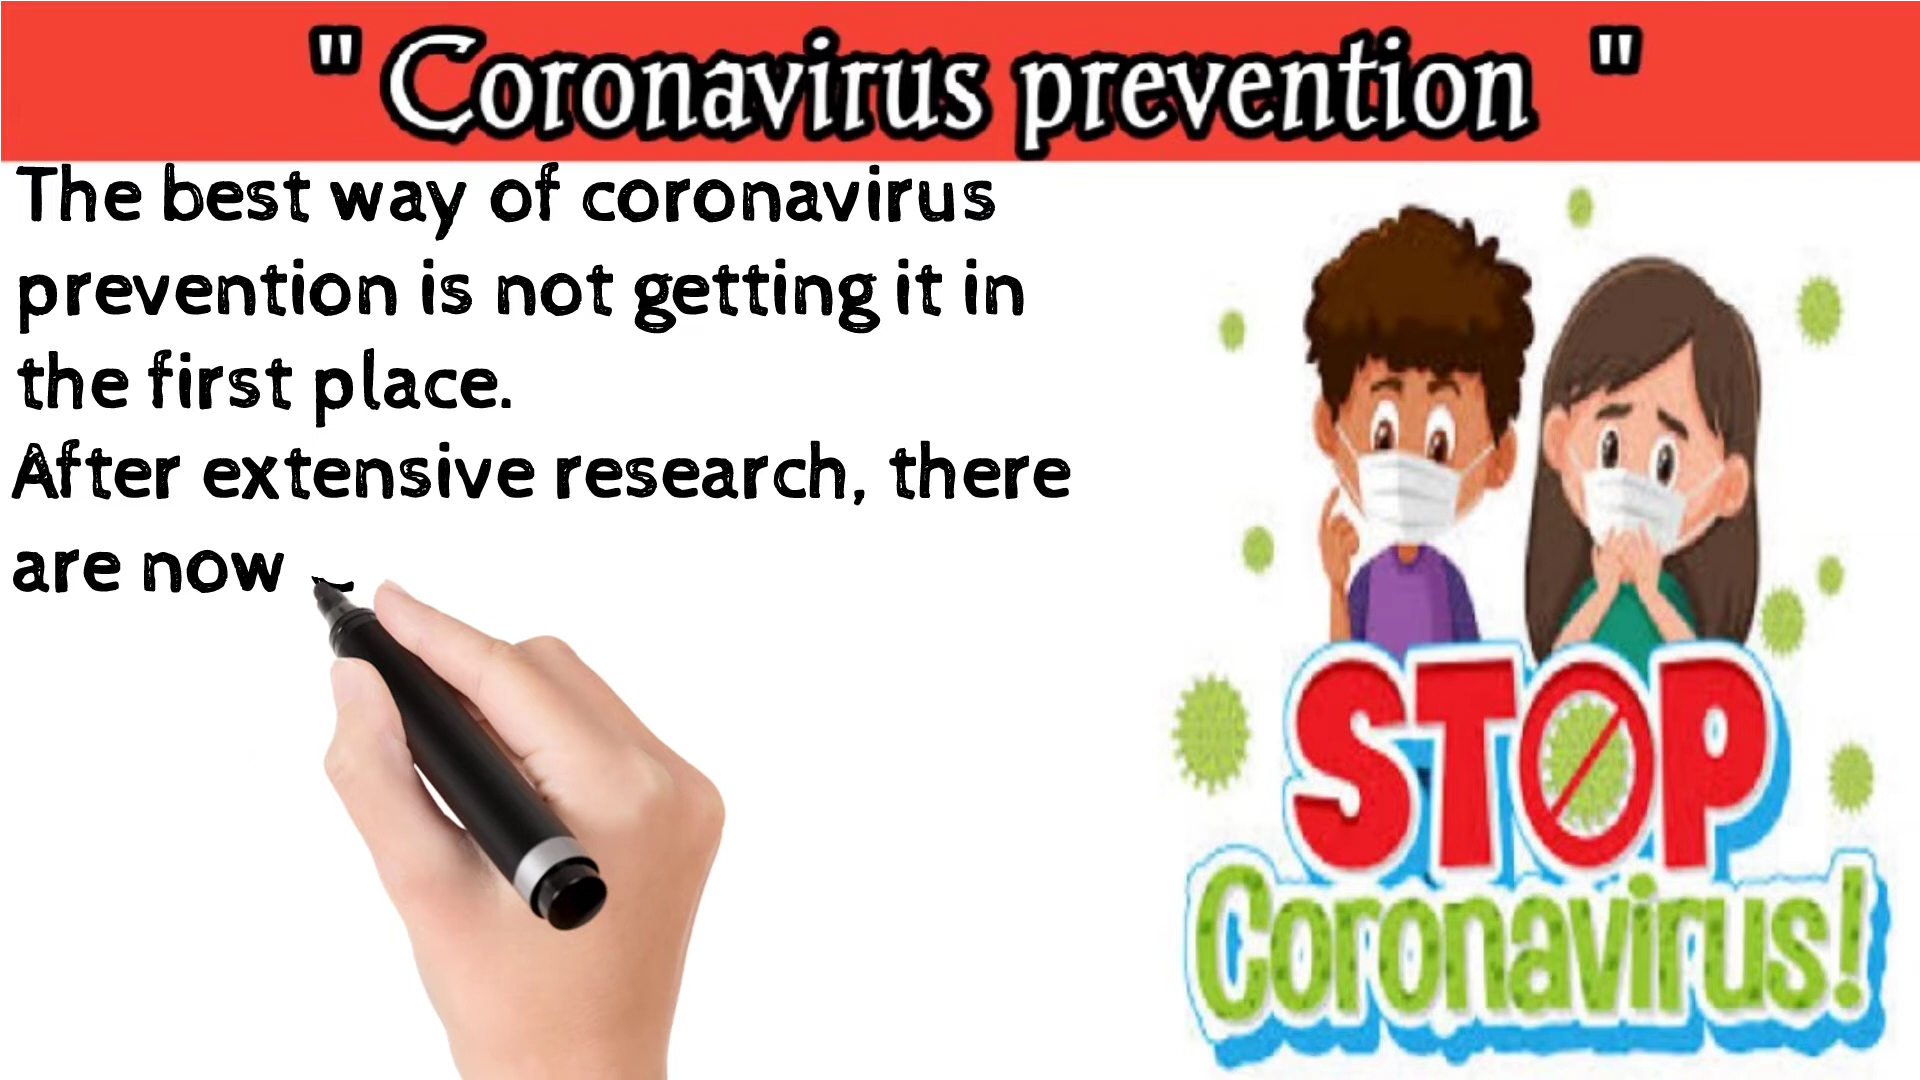 " Coronavirus prevention "
The best way of coronavirus
prevention is not getting it in
the first place.
After extensive research, there
are now
STOP
Coronavirus!